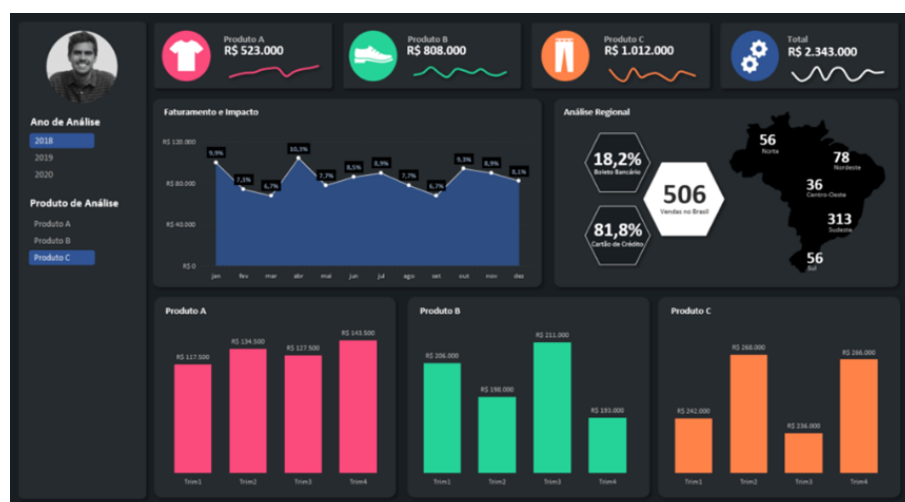 Ano de Análise
2018
2019
2020
Produto de Análise
Produto A
Produto B
Produto C
Produto A
R$ 523.000
Produto B
R$ 808.000
Produto C
R$ 1.012.000
Total
R$ 2.343.000
Faturamento e Impacto
R$ 120.000
R$ 80.000
R$ 40.000
R$ 0
9,9%
7,3%
6,7%
10,3%
7,7%
8,5%
8,9%
7,7%
6,7%
9,3%
8,9%
8,1%
jan
fev
mar
abr
mai
jun
jul
ago
set
out
nov
dez
Análise Regional
18,2%
Boleto Bancário
81,8%
Cartão de Crédito
506
Vendas no Brasil
56
Norte
78
Nordeste
36
Centro-Oeste
313
Sudeste
56
Sul
Produto A
R$ 117.500
R$ 134.500
R$ 127.500
R$ 143.500
Trim1
Trim2
Trim3
Trim4
Produto B
R$ 206.000
R$ 198.000
R$ 211.000
R$ 193.000
Trim1
Trim2
Trim3
Trim4
Produto C
R$ 242.000
R$ 268.000
R$ 236.000
R$ 266.000
Trim1
Trim2
Trim3
Trim4